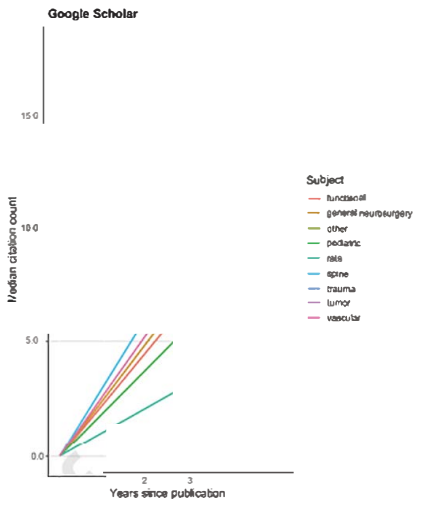 Google Scholar
15.0
10.0
5.0
0.0
Median citation count
2 3
Years since publication
Subject
functional
general neurosurgery
other
pediatric
spine
trauma
tumor
vascular